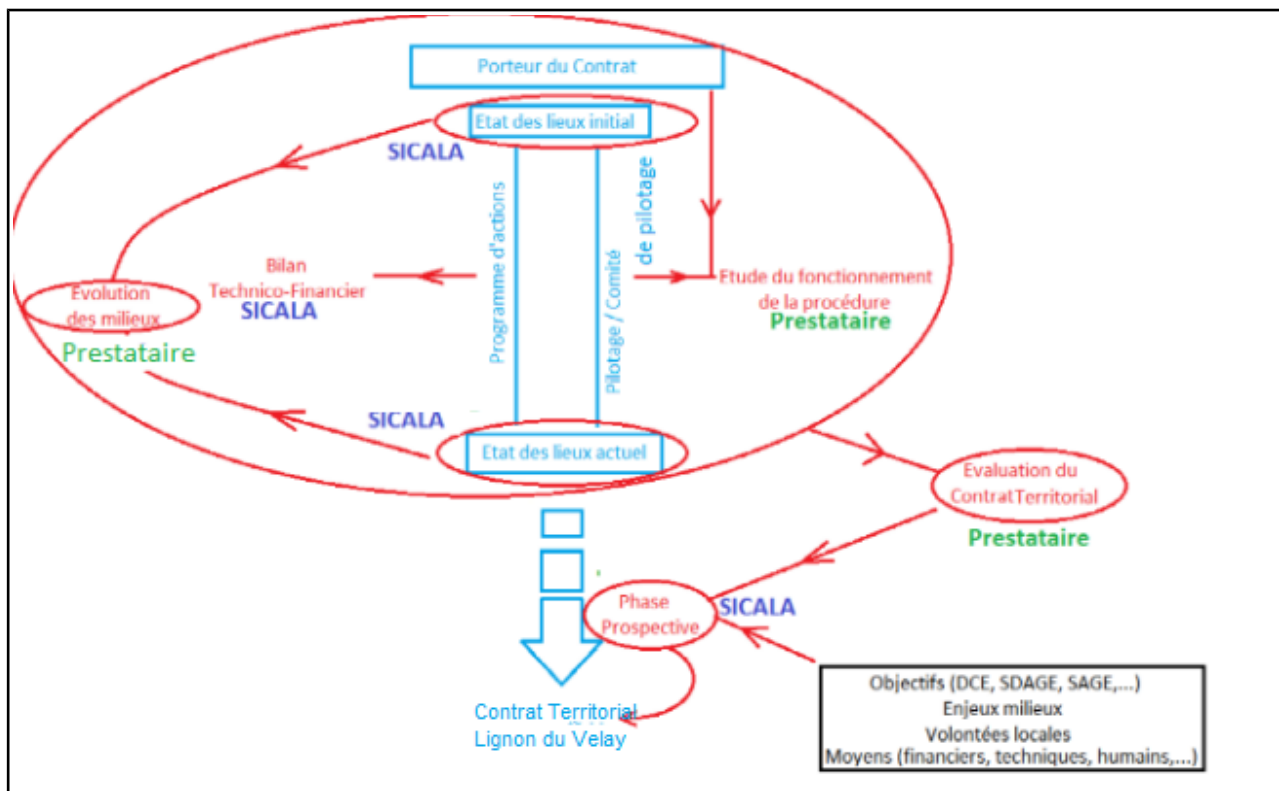 Porteur du Contrat
Etat des lieux initial
SICALA
Programme d'actions
Pilotage / Comité
de pilotage
Bilan
Technico-Financier
SICALA
Evolution
des milieux
Prestataire
Etude du fonctionnement
de la procédure
Prestataire
SICALA
Etat des lieux actuel
Evaluation du
Contrat Territorial
Prestataire
Phase
Prospective
SICALA
Objectifs (DCE, SDAGE, SAGE,...)
Enjeux milieux
Volontées locales
Moyens (financiers, techniques, humains,...)
Contrat Territorial
Lignon du Velay